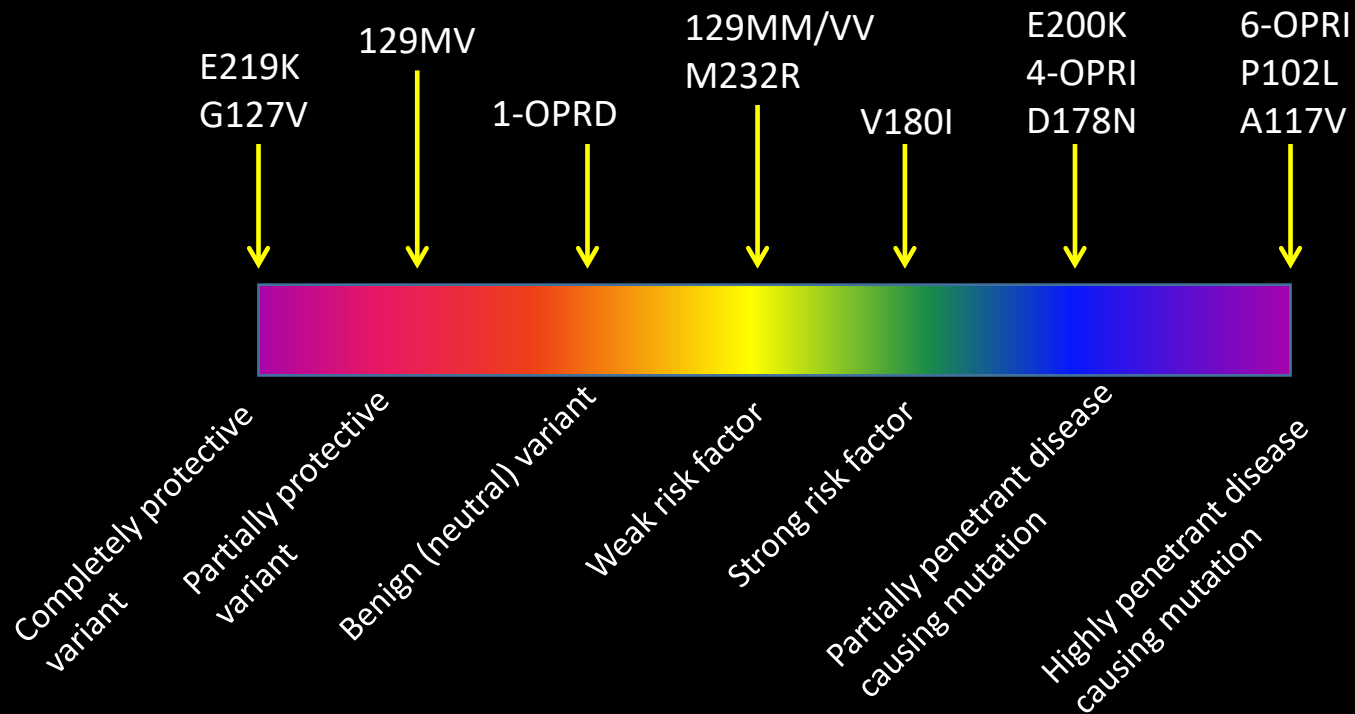 E219K
G127V
129MV
1-OPRD
129MM/VV
M232R
V180I
E200K
4-OPRI
D178N
6-OPRI
P102L
A117V
Completely protective
variant
Partially protective
variant
Benign (neutral) variant
Weak risk factor
Strong risk factor
Partially penetrant disease
causing mutation
Highly penetrant disease
causing mutation